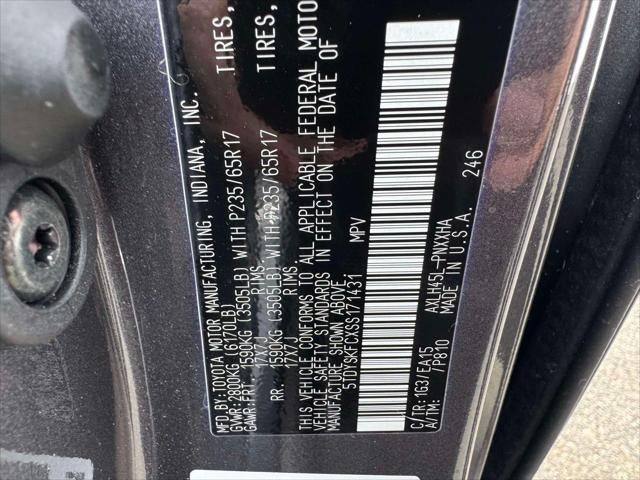 MFD. BY: TOYOTA MOTOR MANUFACTURING, INDIANA, INC.
GVWR: 2800KG (6170LB)
GAWR: FRT. 1590KG (3505LB) WITH P235/65R17 TIRES,
17X7J RIMS
RR. 1590KG (3505LB) WITH P235/65R17 TIRES,
17X7J RIMS
THIS VEHICLE CONFORMS TO ALL APPLICABLE FEDERAL MOTO
VEHICLE SAFETY STANDARDS IN EFFECT ON THE DATE OF
MANUFACTURE SHOWN ABOVE.
5TDYSKFCXSS171431 MPV
246
C/TR:1G3/EA15 AXLH45L-PNXXHA
A/TM: /P810 MADE IN U.S.A.